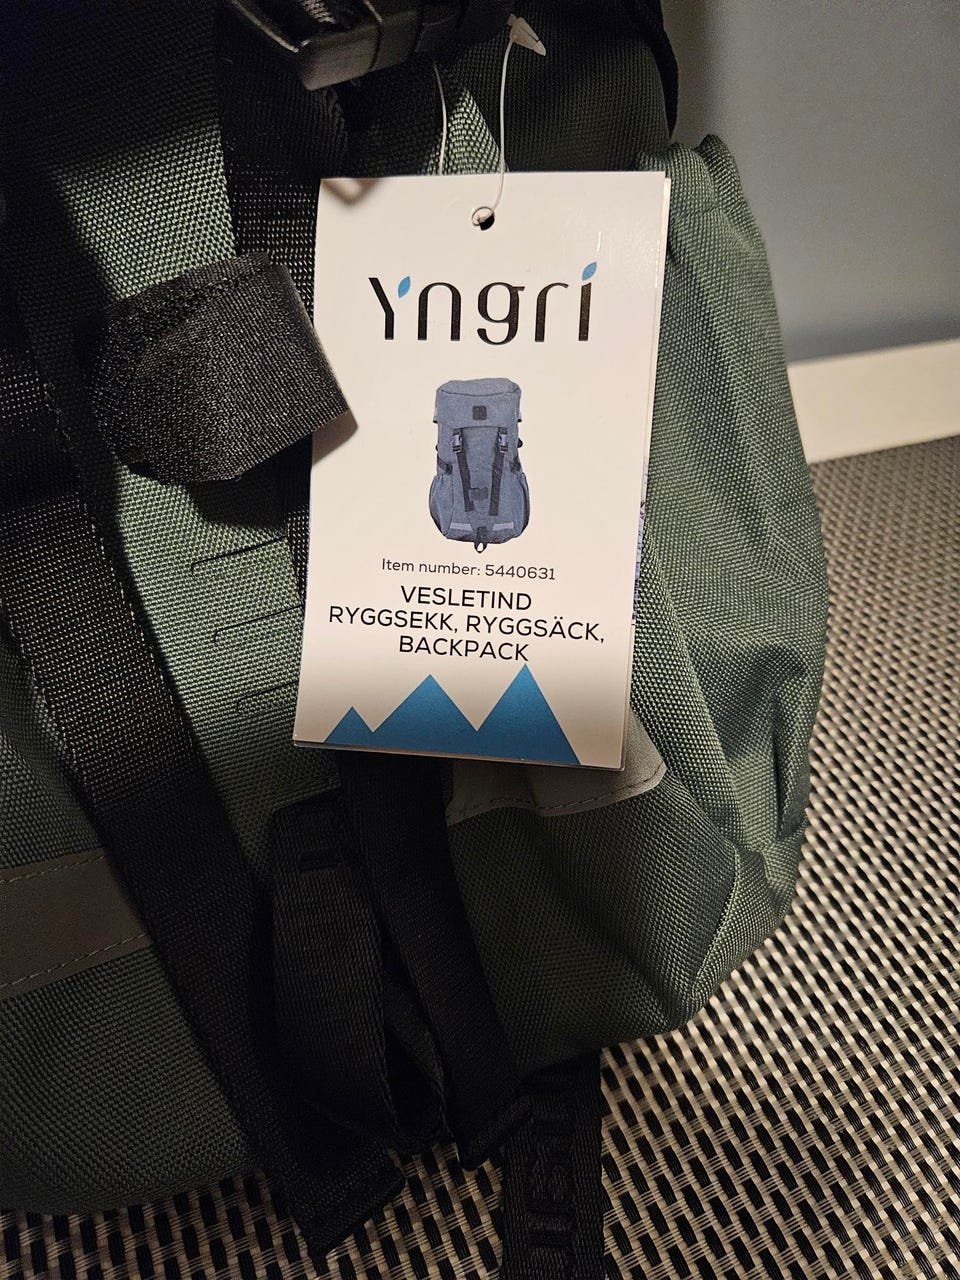 Yngri
Item number: 5440631
VESLETIND
RYGGSEKK, RYGGSÄCK,
BACKPACK